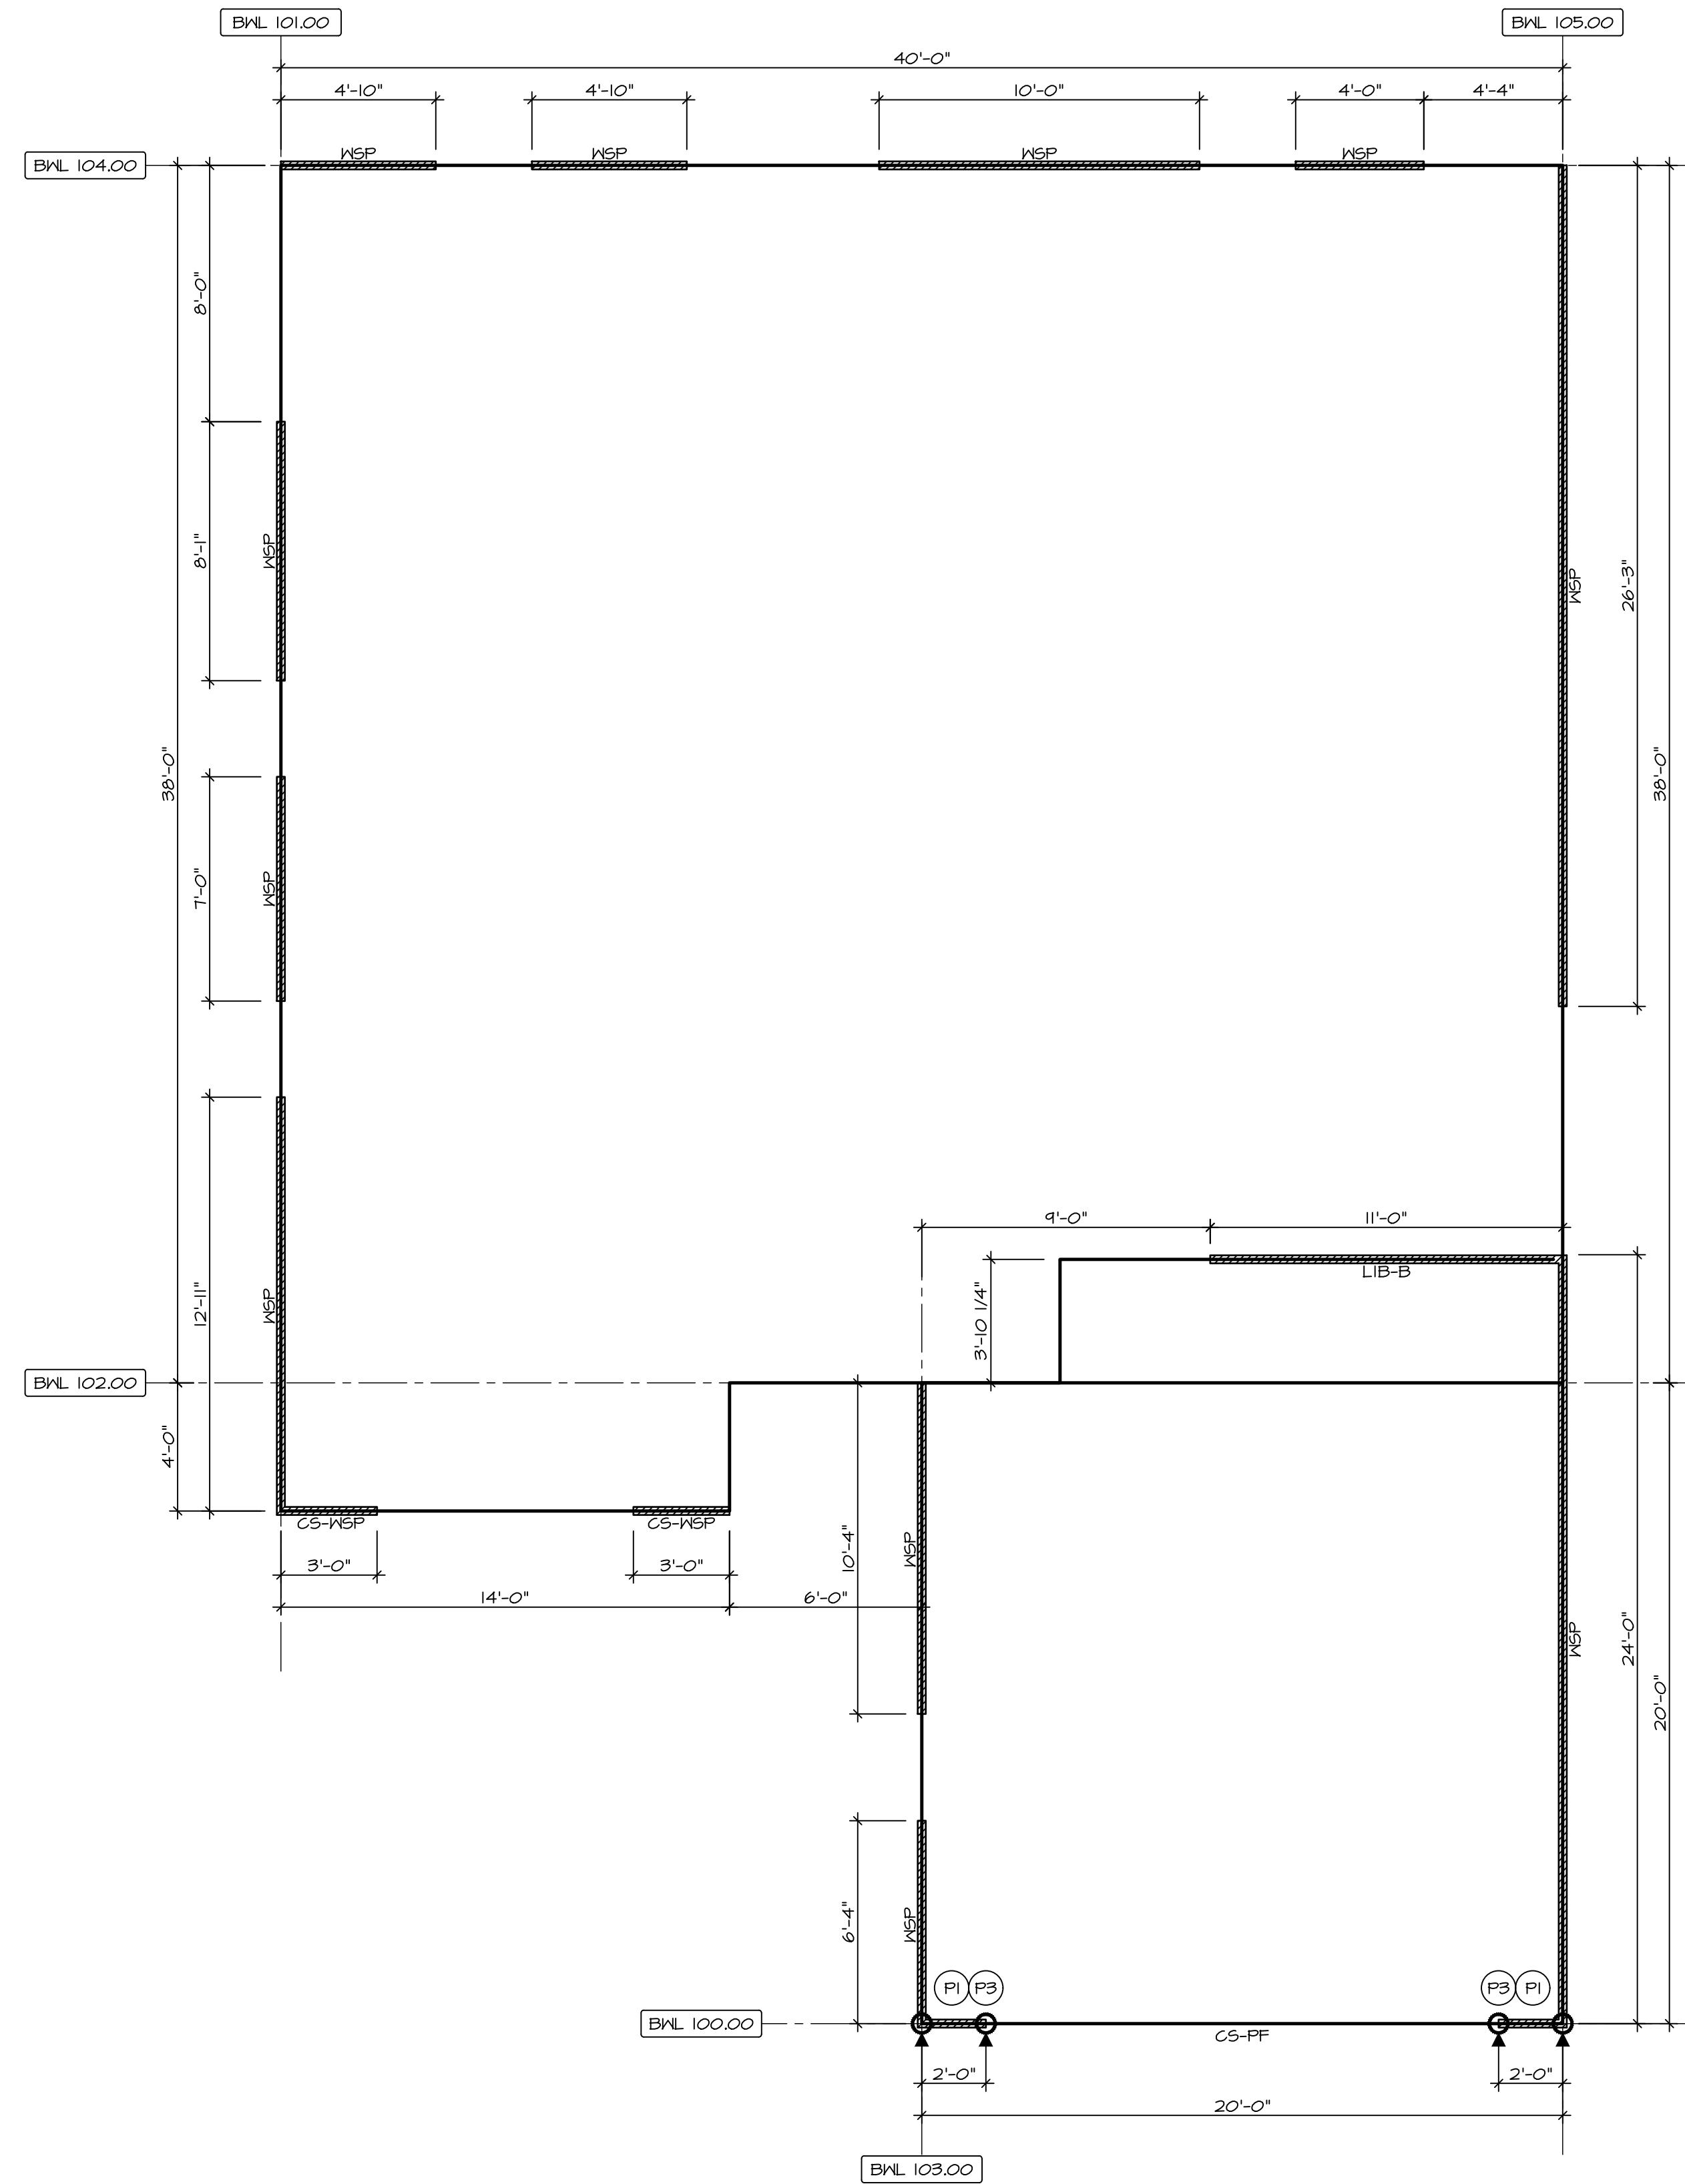 BWL 101.00
BWL 105.00
40'-0"
4'-10"
4'-10"
10'-0"
4'-0"
4'-4"
WSP
WSP
WSP
WSP
BWL 104.00
8'-0"
8'-1"
WSP
WSP
26'-3"
38'-0"
38'-0"
7'-0"
WSP
9'-0"
11'-0"
LIB-B
3'-10 1/4"
12'-11"
WSP
BWL 102.00
4'-0"
CS-WSP
CS-WSP
3'-0"
3'-0"
14'-0"
6'-0"
10'-4"
WSP
WSP
24'-0"
20'-0"
6'-4"
WSP
P1
P3
P3
P1
BWL 100.00
CS-PF
2'-0"
2'-0"
20'-0"
BWL 103.00